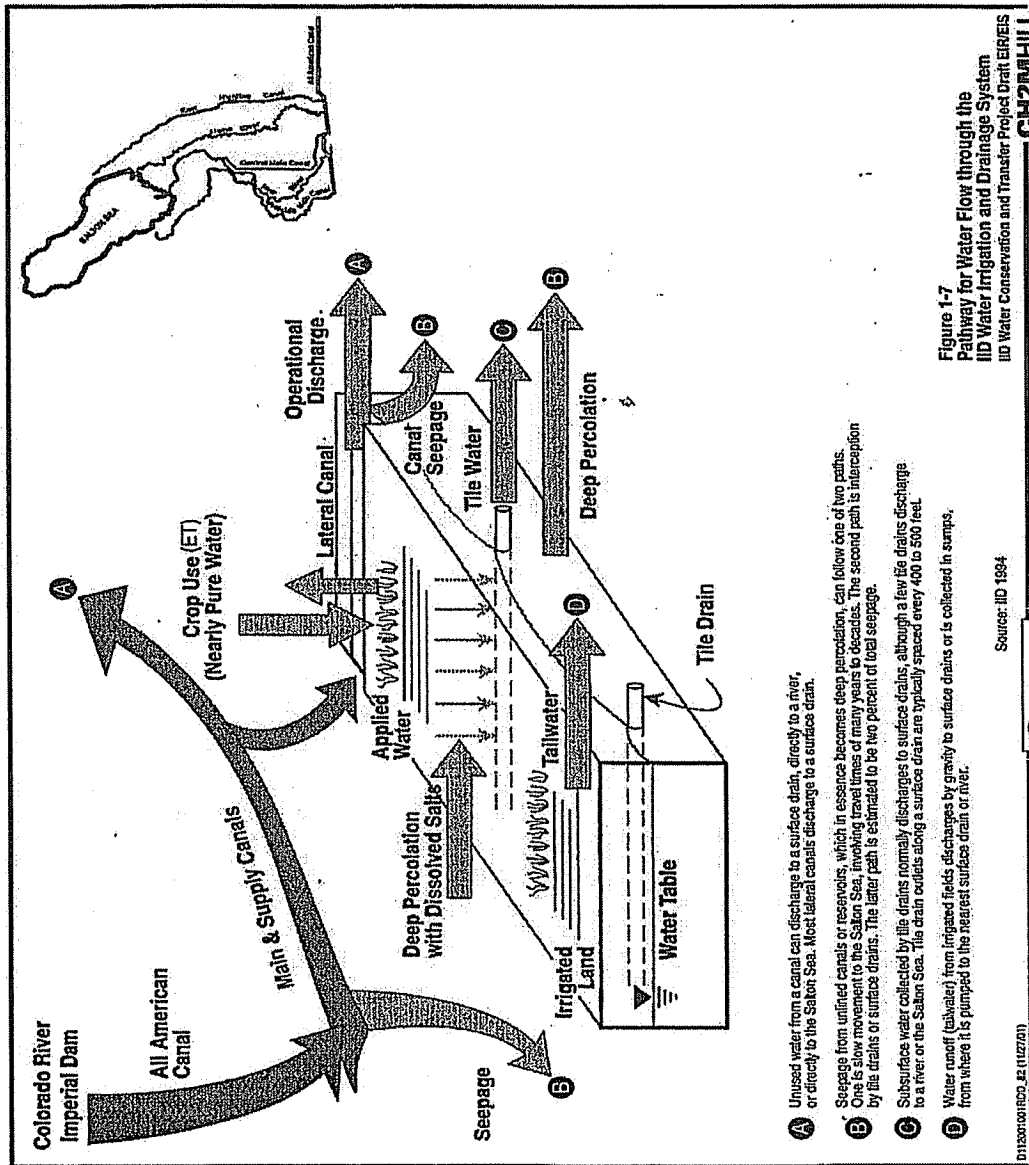 Colorado River
Imperial Dam
All American
Canal
Main & Supply Canals
A
Seepage
B
Crop Use (ET)
(Nearly Pure Water)
Lateral Canal
Operational
Discharge
A
Applied
Water
Canal
Seepage
B
Deep Percolation
with Dissolved Salts
Tile Water
C
Irrigated
Land
Tailwater
D
Deep Percolation
B
Water Table
Tile Drain
SALTON SEA
Central Main Canal
A Unused water from a canal can discharge to a surface drain, directly to a river,
or directly to the Salton Sea. Most lateral canals discharge to a surface drain.
B Seepage from unlined canals or reservoirs, which in essence becomes deep percolation, can follow one of two paths.
One is slow movement to the Salton Sea, involving travel times of many years to decades. The second path is interception
by tile drains or surface drains. The latter path is estimated to be two percent of total seepage.
C Subsurface water collected by tile drains normally discharges to surface drains, although a few tile drains discharge
to a river or the Salton Sea. Tile drain outlets along a surface drain are typically spaced every 400 to 500 feet.
D Water runoff (tailwater) from irrigated fields discharges by gravity to surface drains or is collected in sumps,
from where it is pumped to the nearest surface drain or river.
Source: IID 1994
Figure 1-7
Pathway for Water Flow through the
IID Water Irrigation and Drainage System
IID Water Conservation and Transfer Project Draft EIR/EIS
CH2MHILL